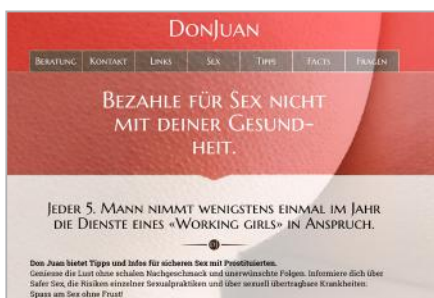 DonJuan
Beratung Kontakt Links Sex Tipps Facts Fragen
Bezahle für Sex nicht
mit deiner Gesund-
heit.
Jeder 5. Mann nimmt wenigstens einmal im Jahr
die Dienste eines «Working girls» in Anspruch.
Don Juan bietet Tipps und Infos für sicheren Sex mit Prostituierten.
Geniesse die Lust ohne schalen Nachgeschmack und unerwünschte Folgen. Informiere dich über
Safer Sex, die Risiken einzelner Sexualpraktiken und über sexuell übertragbare Krankheiten:
Spass am Sex ohne Frust!